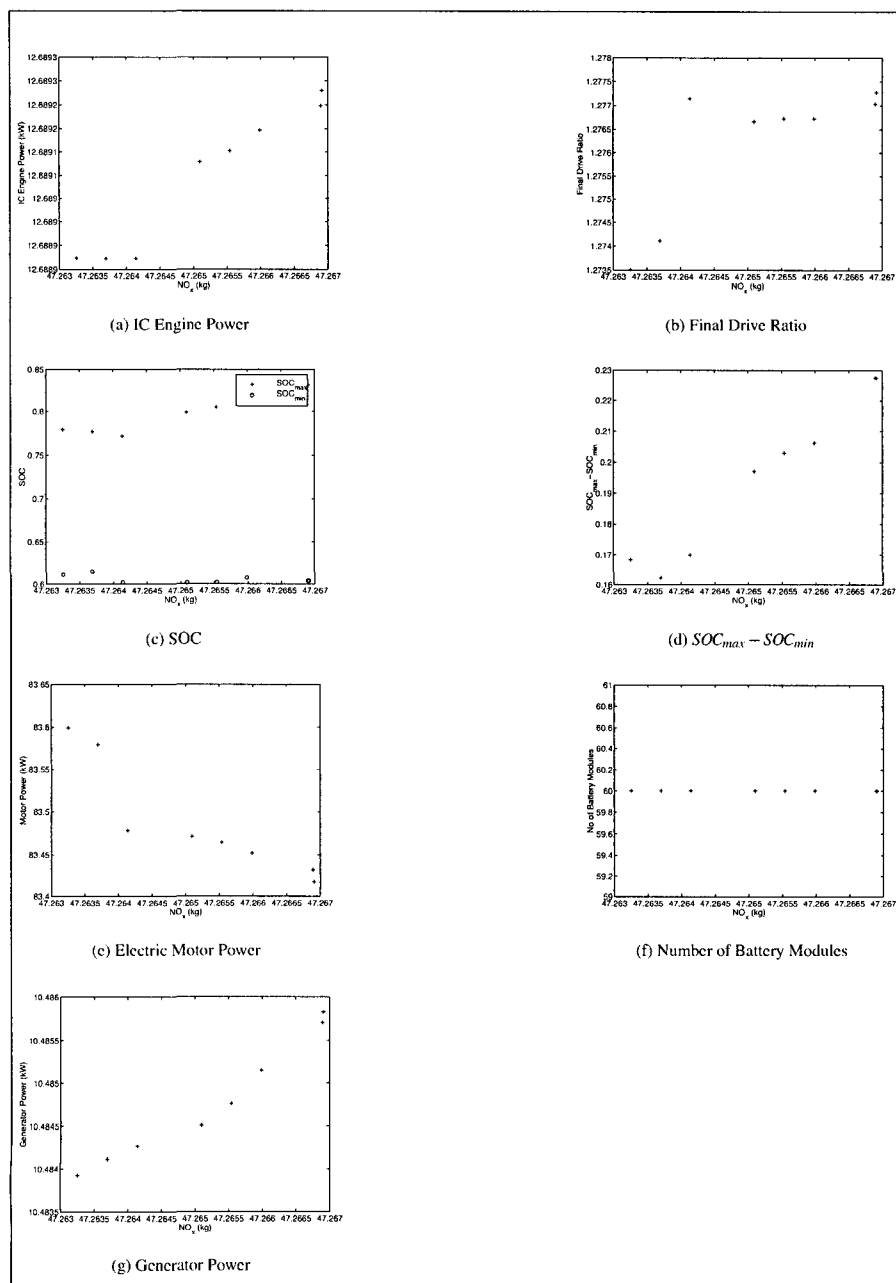 12.6893
12.6893
12.6892
12.6892
12.6891
12.6891
12.689
12.689
12.6889
12.6889
IC Engine Power (kW)
47.263 47.2635 47.264 47.2645 47.265 47.2655 47.266 47.2665 47.267
NOx (kg)
(a) IC Engine Power
1.278
1.2775
1.277
1.2765
1.276
1.2755
1.275
1.2745
1.274
1.2735
Final Drive Ratio
47.263 47.2635 47.264 47.2645 47.265 47.2655 47.266 47.2665 47.267
NOx (kg)
(b) Final Drive Ratio
0.85
0.8
0.75
0.7
0.65
0.6
SOC
SOCmax
SOCmin
47.263 47.2635 47.264 47.2645 47.265 47.2655 47.266 47.2665 47.267
NOx (kg)
(c) SOC
0.23
0.22
0.21
0.2
0.19
0.18
0.17
0.16
SOCmax−SOCmin
47.263 47.2635 47.264 47.2645 47.265 47.2655 47.266 47.2665 47.267
NOx (kg)
(d) SOCmax − SOCmin
83.65
83.6
83.55
83.5
83.45
83.4
Motor Power (kW)
47.263 47.2635 47.264 47.2645 47.265 47.2655 47.266 47.2665 47.267
NOx (kg)
(e) Electric Motor Power
61
60.8
60.6
60.4
60.2
60
59.8
59.6
59.4
59.2
59
No of Battery Modules
47.263 47.2635 47.264 47.2645 47.265 47.2655 47.266 47.2665 47.267
NOx (kg)
(f) Number of Battery Modules
10.486
10.4855
10.485
10.4845
10.484
10.4835
Generator Power (kW)
47.263 47.2635 47.264 47.2645 47.265 47.2655 47.266 47.2665 47.267
NOx (kg)
(g) Generator Power